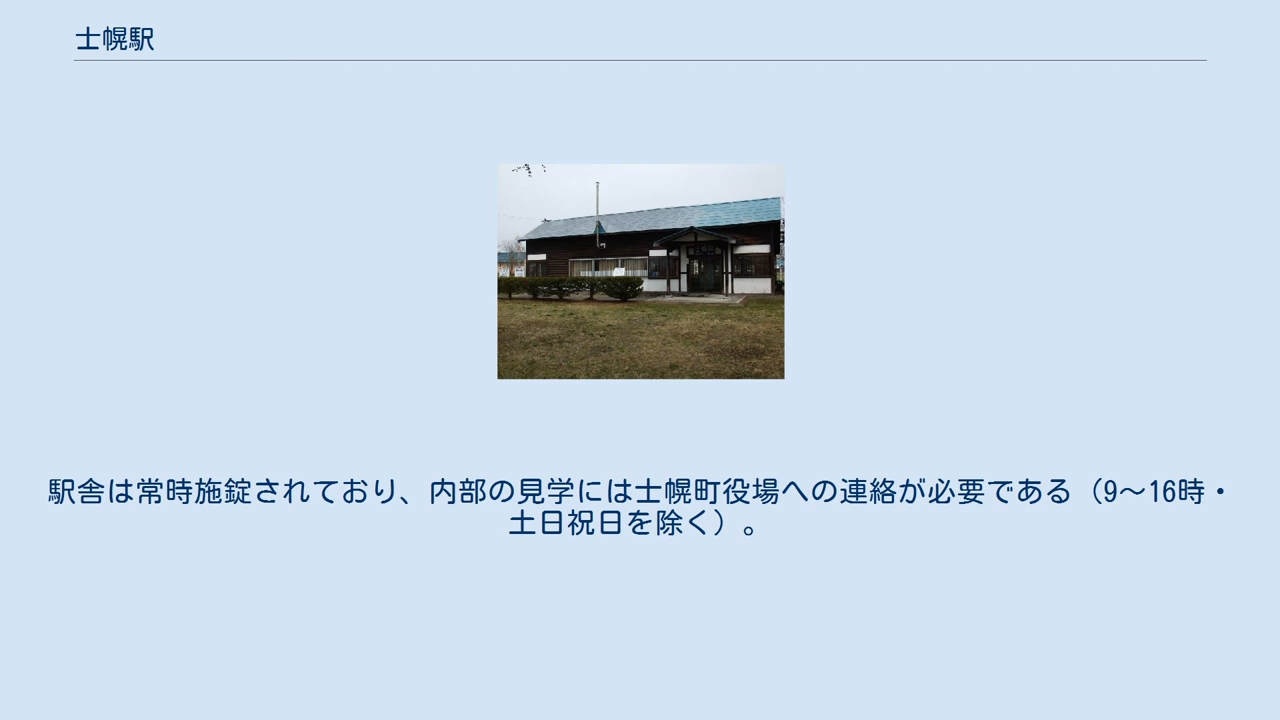 士幌駅
駅舎は常時施錠されており、内部の見学には士幌町役場への連絡が必要である（9〜16時・
土日祝日を除く）。